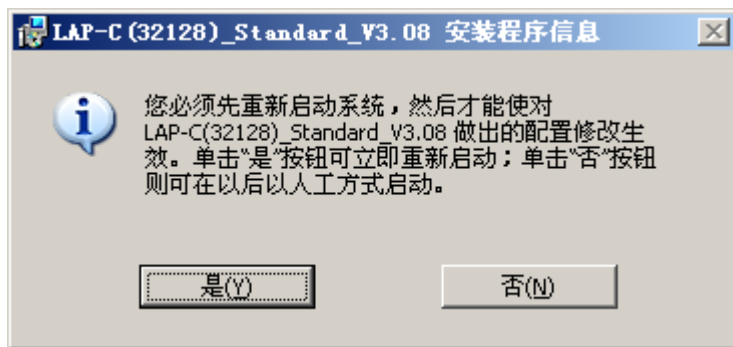 LAP-C(32128)_Standard_V3.08 安装程序信息
您必须先重新启动系统，然后才能使对
LAP-C(32128)_Standard_V3.08 做出的配置修改生
效。单击“是”按钮可立即重新启动；单击“否”按钮
则可在以后以人工方式启动。
是(Y) 否(N)